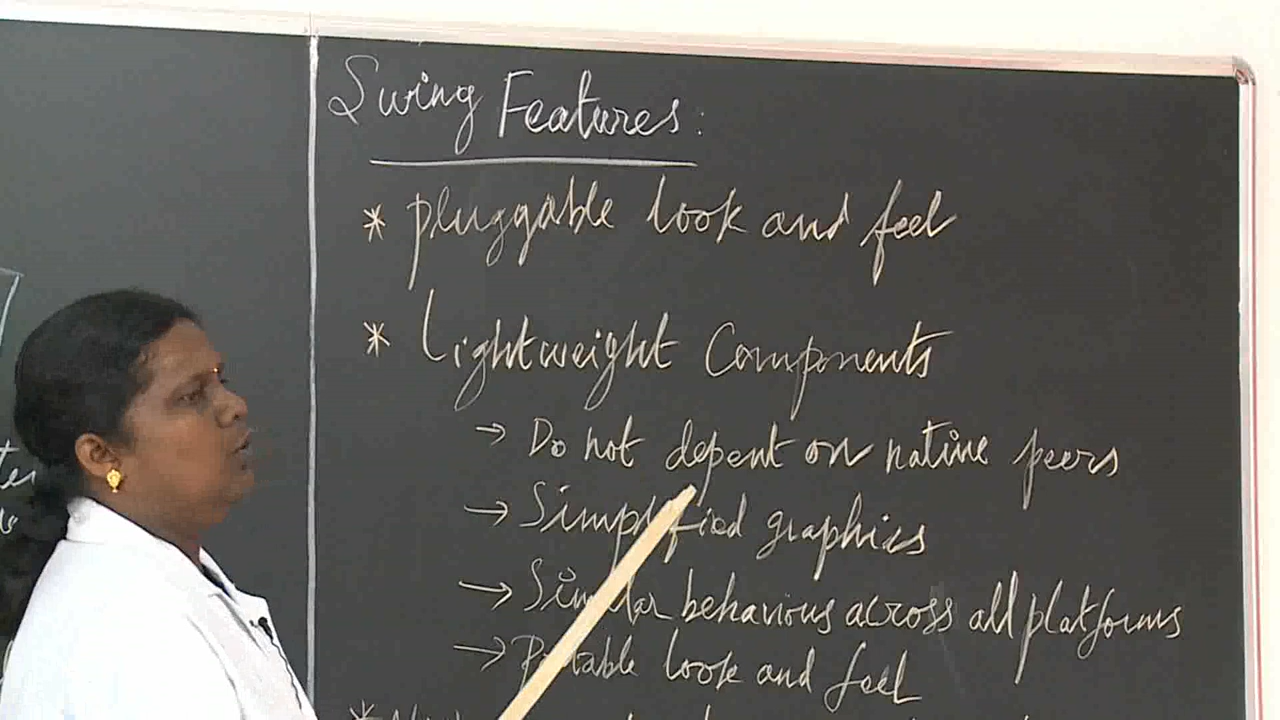 Swing Features:
* Pluggable look and feel
* Lightweight Components
→ Do not depent on native peers
→ Simplified graphics
→ Similar behavious across all platforms
→ Portable look and feel